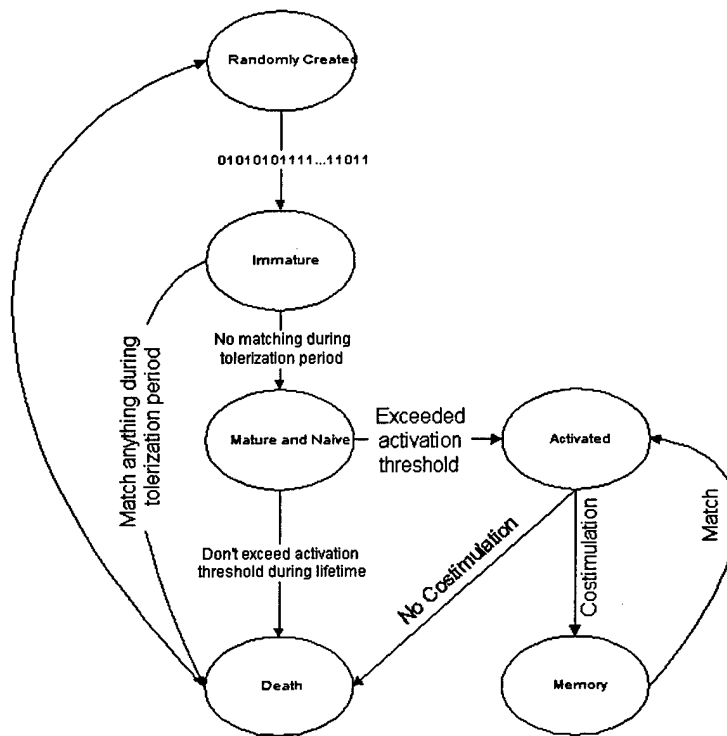 Randomly Created
01010101111...11011
Immature
No matching during
tolerization period
Match anything during
tolerization period
Mature and Naive
Exceeded
activation
threshold
Activated
Don't exceed activation
threshold during lifetime
No Costimulation
Costimulation
Match
Death
Memory